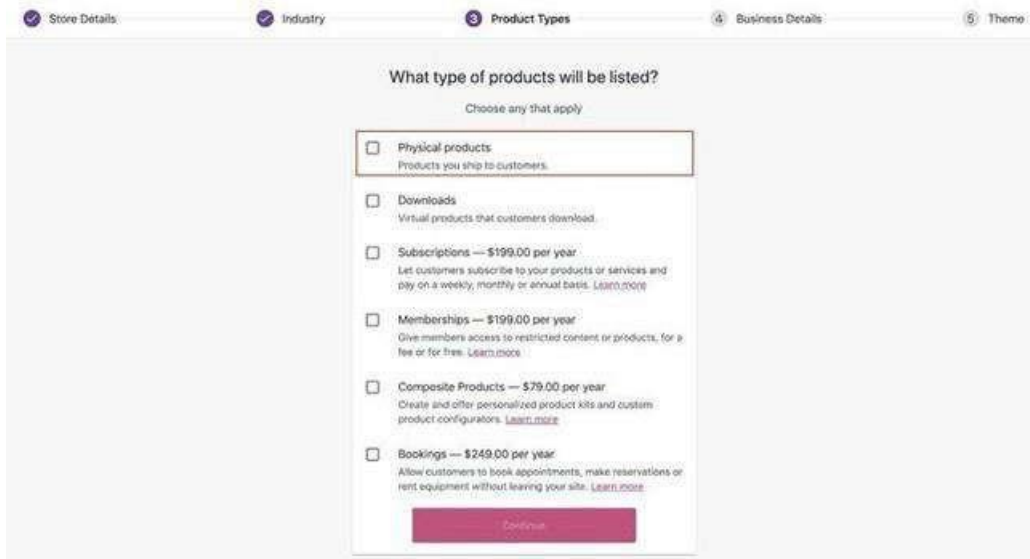 Store Details
Industry
3 Product Types
4 Business Details
5 Theme
What type of products will be listed?
Choose any that apply
Physical products
Products you ship to customers.
Downloads
Virtual products that customers download.
Subscriptions — $199.00 per year
Let customers subscribe to your products or services and
pay on a weekly, monthly or annual basis. Learn more
Memberships — $199.00 per year
Give members access to restricted content or products, for a
fee or for free. Learn more
Composite Products — $79.00 per year
Create and offer personalized product kits and custom
product configurators. Learn more
Bookings — $249.00 per year
Allow customers to book appointments, make reservations or
rent equipment without leaving your site. Learn more
Continue